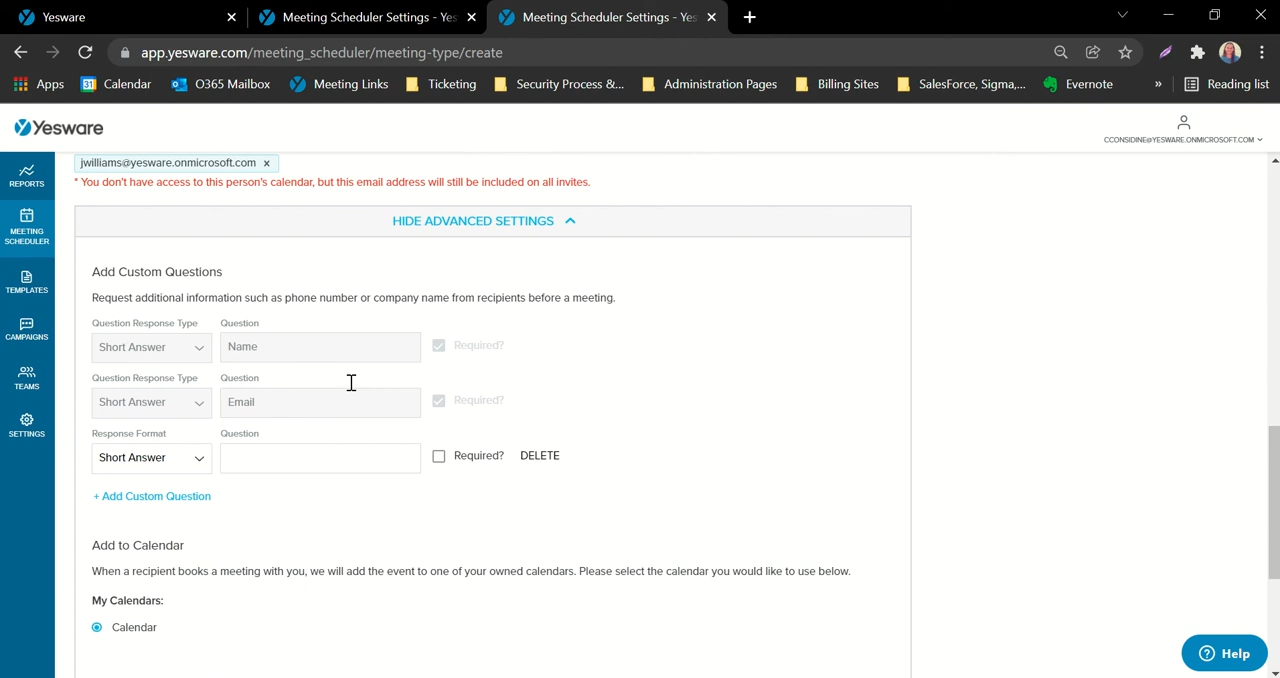 Yesware
Meeting Scheduler Settings - Yes
Meeting Scheduler Settings - Yes
app.yesware.com/meeting_scheduler/meeting-type/create
Apps
Calendar
O365 Mailbox
Meeting Links
Ticketing
Security Process &...
Administration Pages
Billing Sites
SalesForce, Sigma,...
Evernote
»
Reading list
Yesware
CCONSIDINE@YESWARE.ONMICROSOFT.COM
REPORTS
MEETING
SCHEDULER
TEMPLATES
CAMPAIGNS
TEAMS
SETTINGS
jwilliams@yesware.onmicrosoft.com x
* You don't have access to this person's calendar, but this email address will still be included on all invites.
HIDE ADVANCED SETTINGS
Add Custom Questions
Request additional information such as phone number or company name from recipients before a meeting.
Question Response Type Question
Short Answer Name Required?
Question Response Type Question
Short Answer Email Required?
Response Format Question
Short Answer Required? DELETE
+ Add Custom Question
Add to Calendar
When a recipient books a meeting with you, we will add the event to one of your owned calendars. Please select the calendar you would like to use below.
My Calendars:
Calendar
Help